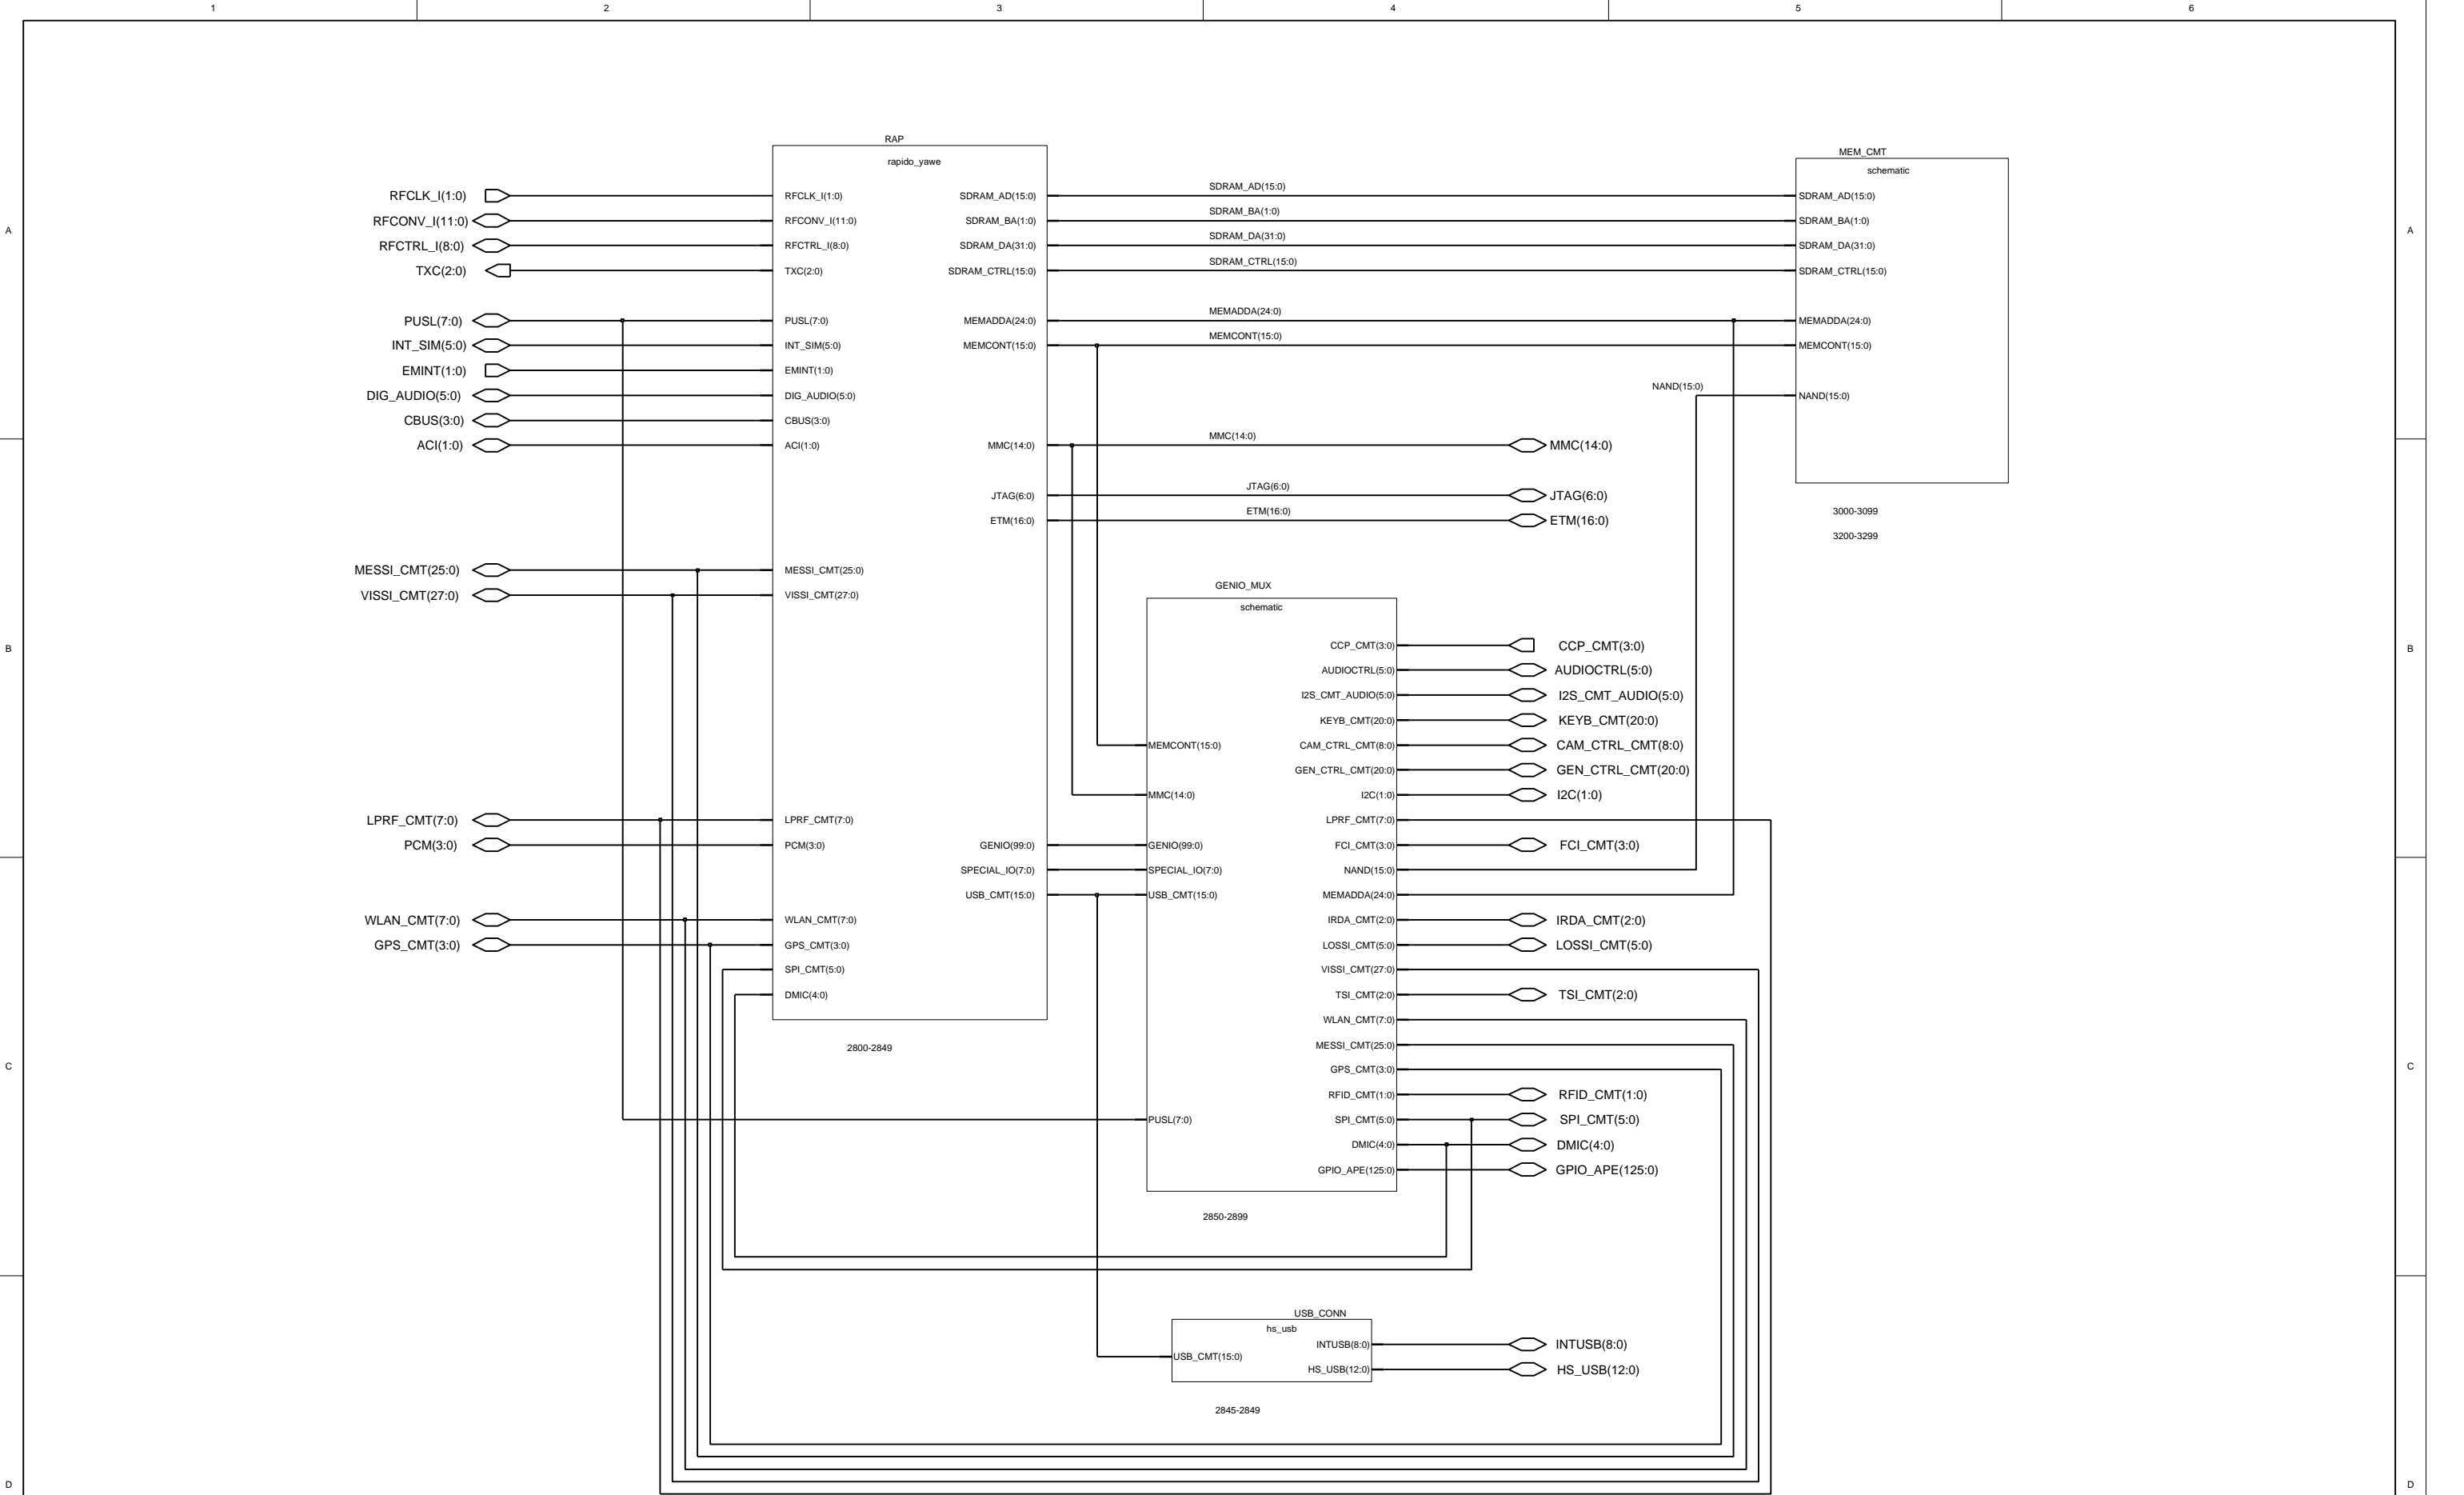 1 2 3 4 5 6
RAP
rapido_yawe
MEM_CMT
schematic
RFCLK_I(1:0) RFCLK_I(1:0) SDRAM_AD(15:0) SDRAM_AD(15:0) SDRAM_AD(15:0)
RFCONV_I(11:0) RFCONV_I(11:0) SDRAM_BA(1:0) SDRAM_BA(1:0) SDRAM_BA(1:0)
A A
RFCTRL_I(8:0) RFCTRL_I(8:0) SDRAM_DA(31:0) SDRAM_DA(31:0) SDRAM_DA(31:0)
TXC(2:0) TXC(2:0) SDRAM_CTRL(15:0) SDRAM_CTRL(15:0) SDRAM_CTRL(15:0)
PUSL(7:0) PUSL(7:0) MEMADDA(24:0) MEMADDA(24:0) MEMADDA(24:0)
INT_SIM(5:0) INT_SIM(5:0) MEMCONT(15:0) MEMCONT(15:0) MEMCONT(15:0)
EMINT(1:0) EMINT(1:0)
DIG_AUDIO(5:0) DIG_AUDIO(5:0) NAND(15:0) NAND(15:0)
CBUS(3:0) CBUS(3:0)
ACI(1:0) ACI(1:0) MMC(14:0) MMC(14:0) MMC(14:0)
JTAG(6:0) JTAG(6:0) JTAG(6:0)
ETM(16:0) ETM(16:0) ETM(16:0)
3000-3099
3200-3299
MESSI_CMT(25:0) MESSI_CMT(25:0)
VISSI_CMT(27:0) VISSI_CMT(27:0)
GENIO_MUX
schematic
B B
CCP_CMT(3:0) CCP_CMT(3:0)
AUDIOCTRL(5:0) AUDIOCTRL(5:0)
I2S_CMT_AUDIO(5:0) I2S_CMT_AUDIO(5:0)
KEYB_CMT(20:0) KEYB_CMT(20:0)
MEMCONT(15:0) CAM_CTRL_CMT(8:0) CAM_CTRL_CMT(8:0)
GEN_CTRL_CMT(20:0) GEN_CTRL_CMT(20:0)
MMC(14:0) I2C(1:0) I2C(1:0)
LPRF_CMT(7:0) LPRF_CMT(7:0) LPRF_CMT(7:0)
PCM(3:0) PCM(3:0) GENIO(99:0) GENIO(99:0) FCI_CMT(3:0) FCI_CMT(3:0)
SPECIAL_IO(7:0) SPECIAL_IO(7:0) NAND(15:0)
USB_CMT(15:0) USB_CMT(15:0) MEMADDA(24:0)
WLAN_CMT(7:0) WLAN_CMT(7:0) IRDA_CMT(2:0) IRDA_CMT(2:0)
GPS_CMT(3:0) GPS_CMT(3:0) LOSSI_CMT(5:0) LOSSI_CMT(5:0)
SPI_CMT(5:0) VISSI_CMT(27:0)
DMIC(4:0) TSI_CMT(2:0) TSI_CMT(2:0)
WLAN_CMT(7:0)
2800-2849 MESSI_CMT(25:0)
C C
GPS_CMT(3:0)
RFID_CMT(1:0) RFID_CMT(1:0)
PUSL(7:0) SPI_CMT(5:0) SPI_CMT(5:0)
DMIC(4:0) DMIC(4:0)
GPIO_APE(125:0) GPIO_APE(125:0)
2850-2899
USB_CONN
hs_usb
INTUSB(8:0) INTUSB(8:0)
USB_CMT(15:0)
HS_USB(12:0) HS_USB(12:0)
2845-2849
D D